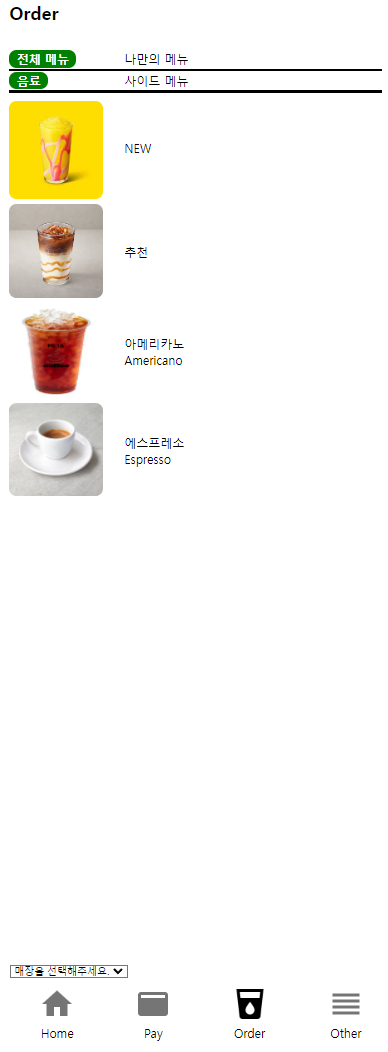 Order
전체 메뉴 나만의 메뉴
음료 사이드 메뉴
NEW
추천
아메리카노
Americano
에스프레소
Espresso
매장을 선택해주세요.
Home Pay Order Other